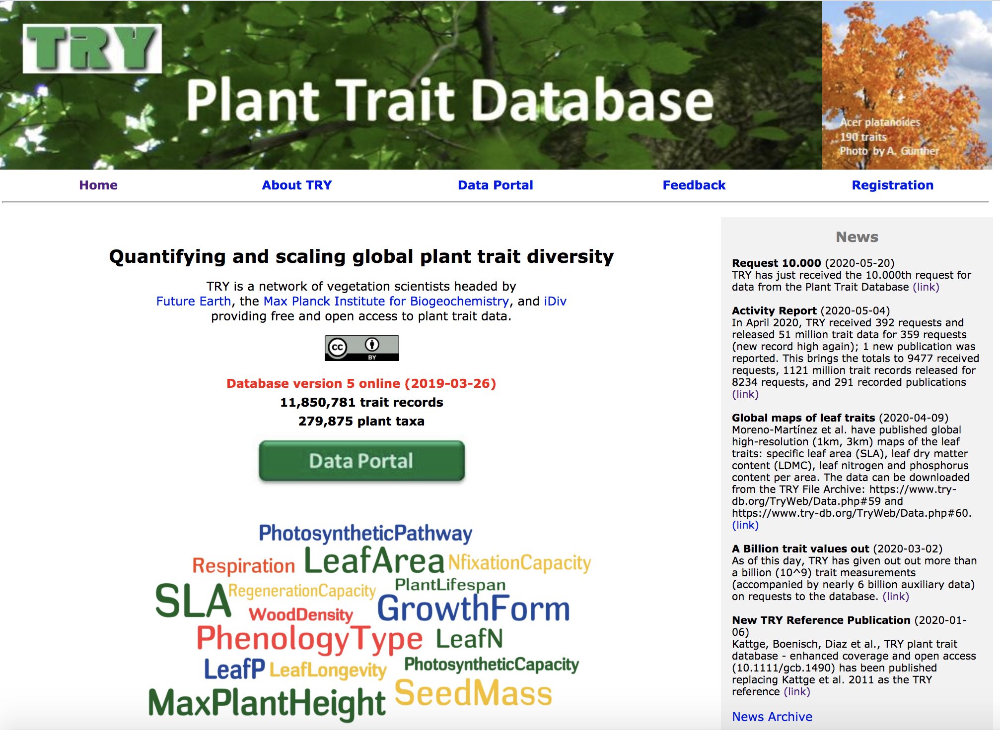 TRY
Plant Trait Database
Acer platanoides
190 traits
Photo by A. Günther
Home
About TRY
Data Portal
Feedback
Registration
Quantifying and scaling global plant trait diversity
TRY is a network of vegetation scientists headed by
Future Earth, the Max Planck Institute for Biogeochemistry, and iDiv
providing free and open access to plant trait data.
cc
BY
Database version 5 online (2019-03-26)
11,850,781 trait records
279,875 plant taxa
Data Portal
PhotosyntheticPathway
Respiration LeafArea NfixationCapacity
SLA RegenerationCapacity PlantLifespan
WoodDensity GrowthForm
PhenologyType LeafN
LeafP LeafLongevity PhotosyntheticCapacity
MaxPlantHeight SeedMass
News
Request 10.000 (2020-05-20)
TRY has just received the 10.000th request for
data from the Plant Trait Database (link)
Activity Report (2020-05-04)
In April 2020, TRY received 392 requests and
released 51 million trait data for 359 requests
(new record high again); 1 new publication was
reported. This brings the totals to 9477 received
requests, 1121 million trait records released for
8234 requests, and 291 recorded publications
(link)
Global maps of leaf traits (2020-04-09)
Moreno-Martínez et al. have published global
high-resolution (1km, 3km) maps of the leaf
traits: specific leaf area (SLA), leaf dry matter
content (LDMC), leaf nitrogen and phosphorus
content per area. The data can be downloaded
from the TRY File Archive: https://www.try-
db.org/TryWeb/Data.php#59 and
https://www.try-db.org/TryWeb/Data.php#60.
(link)
A Billion trait values out (2020-03-02)
As of this day, TRY has given out out more than
a billion (10^9) trait measurements
(accompanied by nearly 6 billion auxiliary data)
on requests to the database. (link)
New TRY Reference Publication (2020-01-
06)
Kattge, Boenisch, Diaz et al., TRY plant trait
database - enhanced coverage and open access
(10.1111/gcb.1490) has been published
replacing Kattge et al. 2011 as the TRY
reference (link)
News Archive